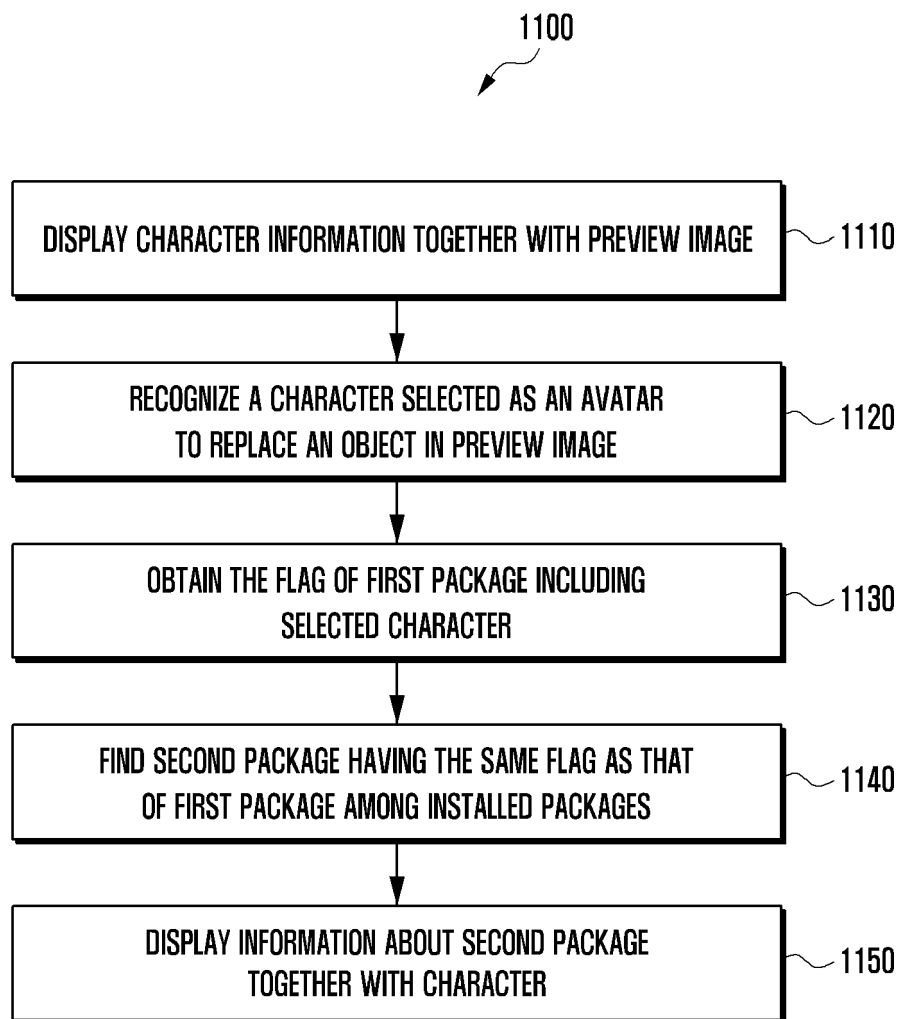 1100
DISPLAY CHARACTER INFORMATION TOGETHER WITH PREVIEW IMAGE
1110
RECOGNIZE A CHARACTER SELECTED AS AN AVATAR
TO REPLACE AN OBJECT IN PREVIEW IMAGE
1120
OBTAIN THE FLAG OF FIRST PACKAGE INCLUDING
SELECTED CHARACTER
1130
FIND SECOND PACKAGE HAVING THE SAME FLAG AS THAT
OF FIRST PACKAGE AMONG INSTALLED PACKAGES
1140
DISPLAY INFORMATION ABOUT SECOND PACKAGE
TOGETHER WITH CHARACTER
1150